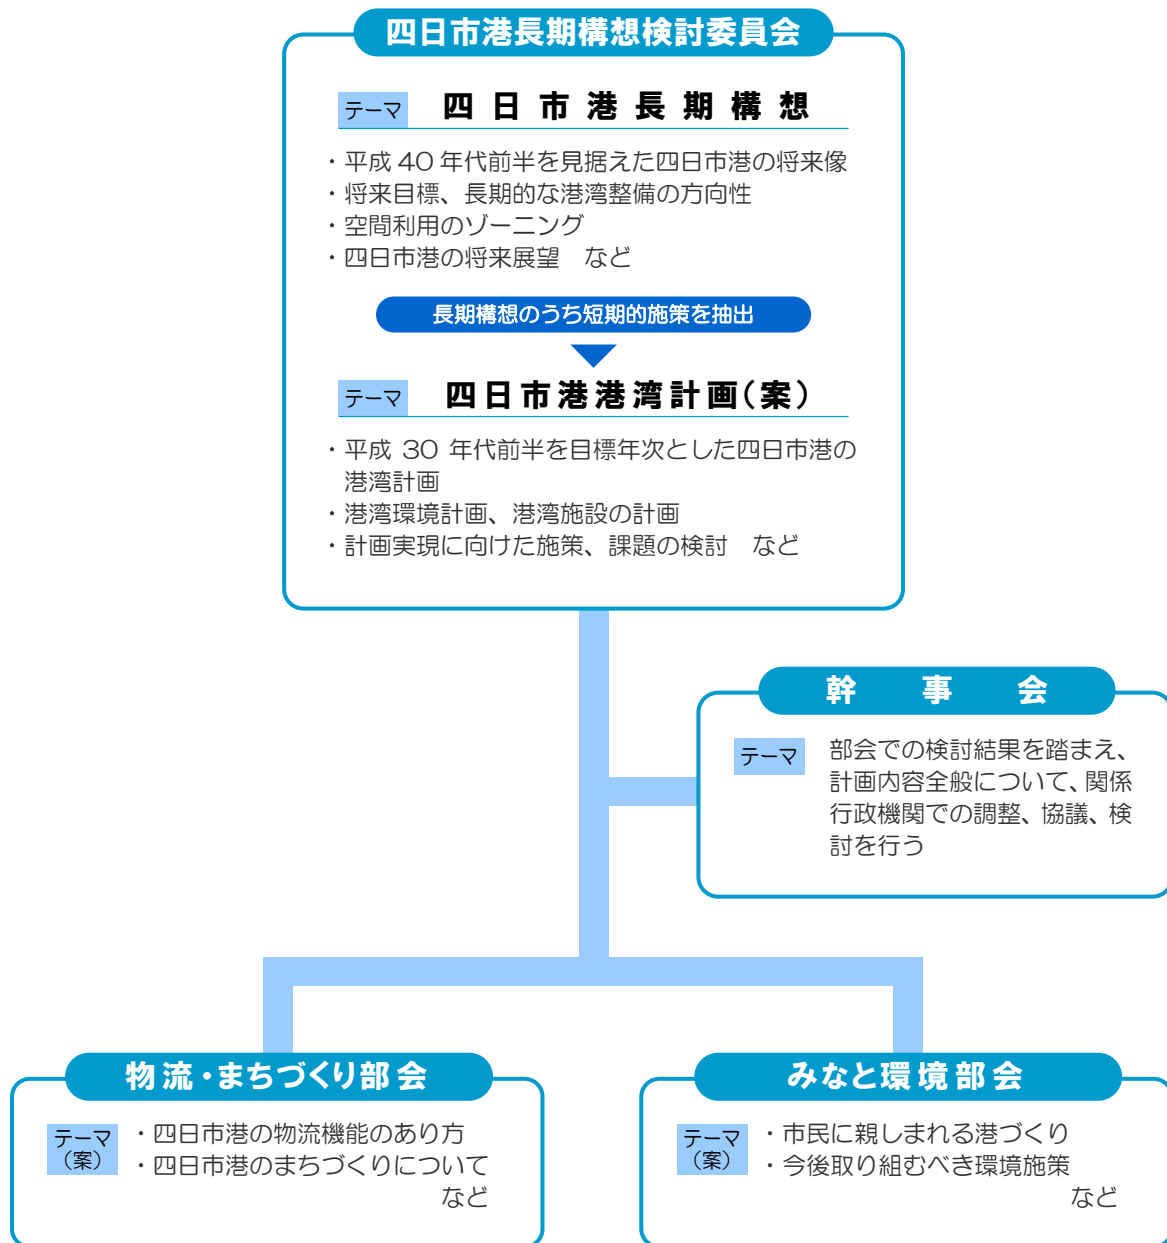 四日市港長期構想検討委員会
テーマ 四日市港長期構想
・平成 40 年代前半を見据えた四日市港の将来像
・将来目標、長期的な港湾整備の方向性
・空間利用のゾーニング
・四日市港の将来展望　など
長期構想のうち短期的施策を抽出
テーマ 四日市港港湾計画(案)
・平成 30 年代前半を目標年次とした四日市港の
港湾計画
・港湾環境計画、港湾施設の計画
・計画実現に向けた施策、課題の検討　など
幹　事　会
テーマ 部会での検討結果を踏まえ、
計画内容全般について、関係
行政機関での調整、協議、検
討を行う
物流・まちづくり部会
テーマ
（案）
・四日市港の物流機能のあり方
・四日市港のまちづくりについて
など
みなと環境部会
テーマ
（案）
・市民に親しまれる港づくり
・今後取り組むべき環境施策
など